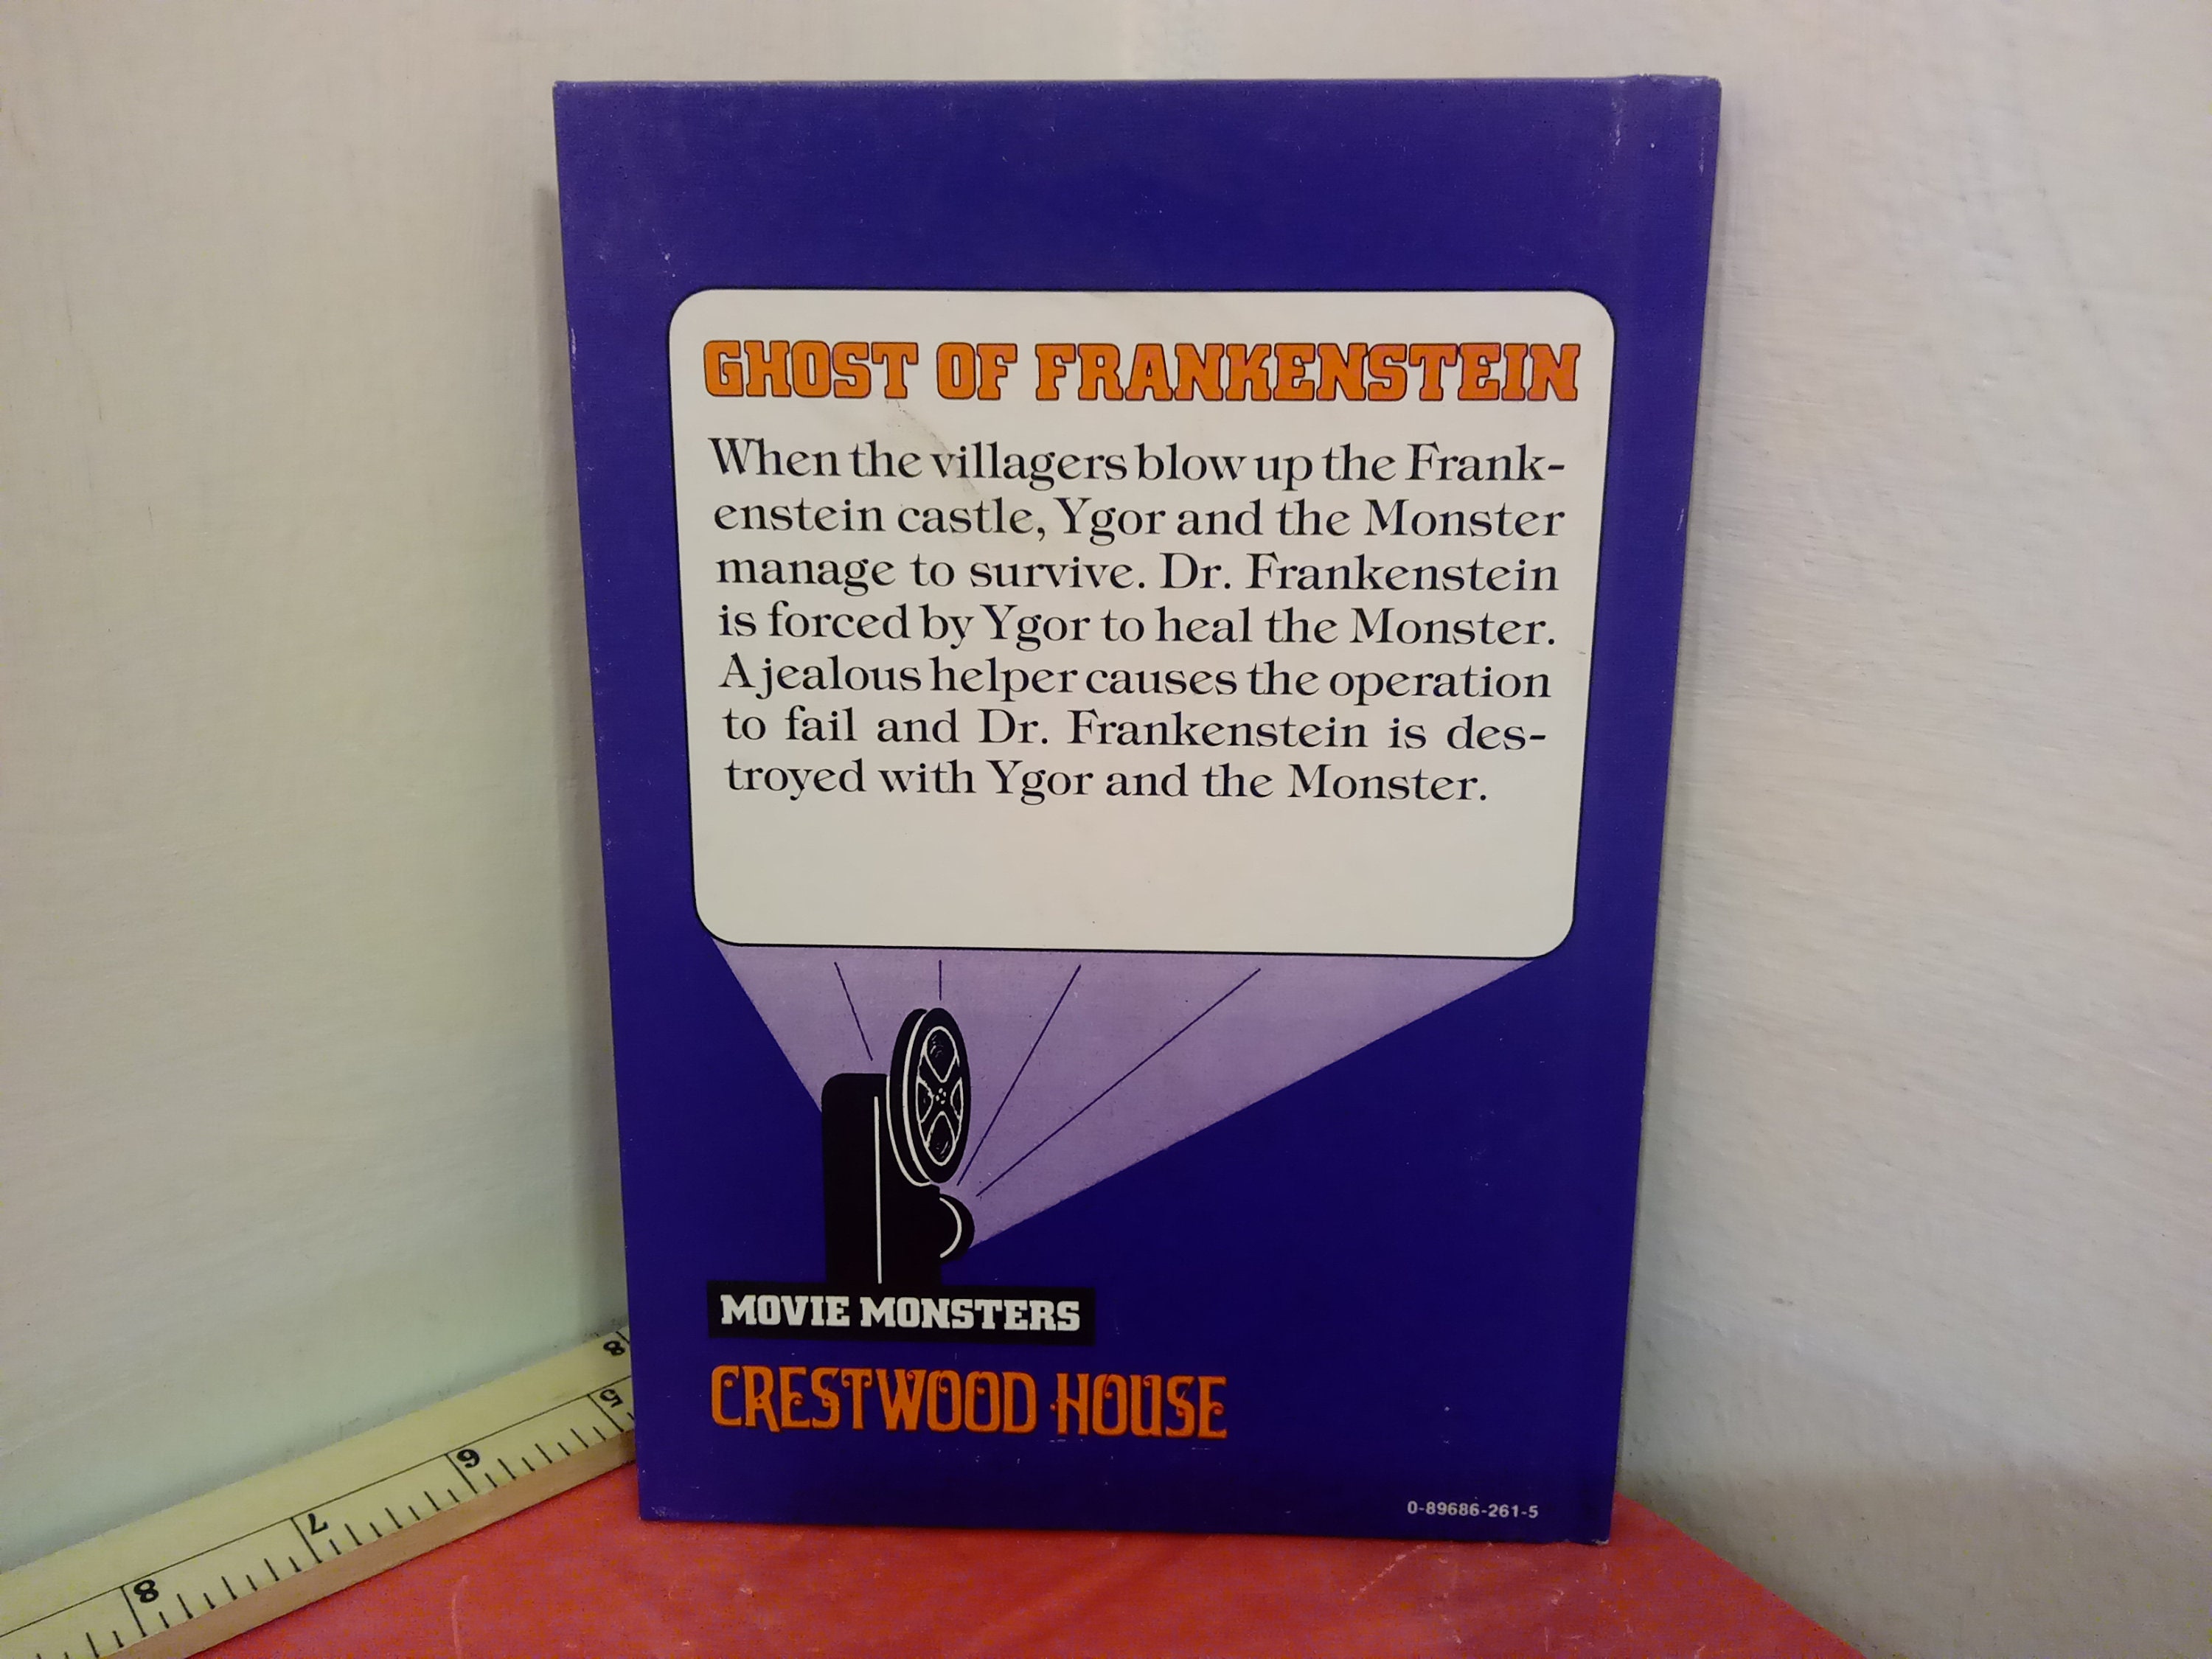 GHOST OF FRANKENSTEIN
When the villagers blow up the Frank-
enstein castle, Ygor and the Monster
manage to survive. Dr. Frankenstein
is forced by Ygor to heal the Monster.
A jealous helper causes the operation
to fail and Dr. Frankenstein is des-
troyed with Ygor and the Monster.
MOVIE MONSTERS
CRESTWOOD HOUSE
0-89686-261-5
8
5
6
7
8